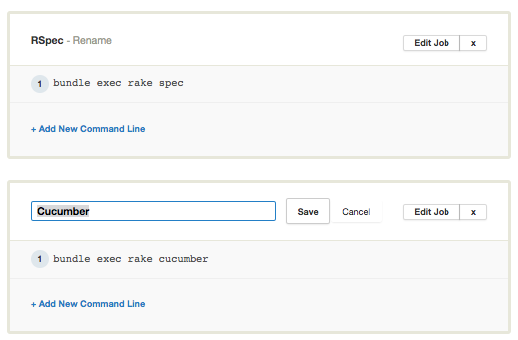 RSpec - Rename
Edit Job x
1 bundle exec rake spec
+ Add New Command Line
Cucumber Save Cancel Edit Job x
1 bundle exec rake cucumber
+ Add New Command Line